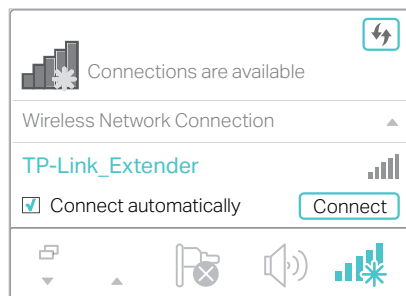 Connections are available
Wireless Network Connection
TP-Link_Extender
Connect automatically
Connect